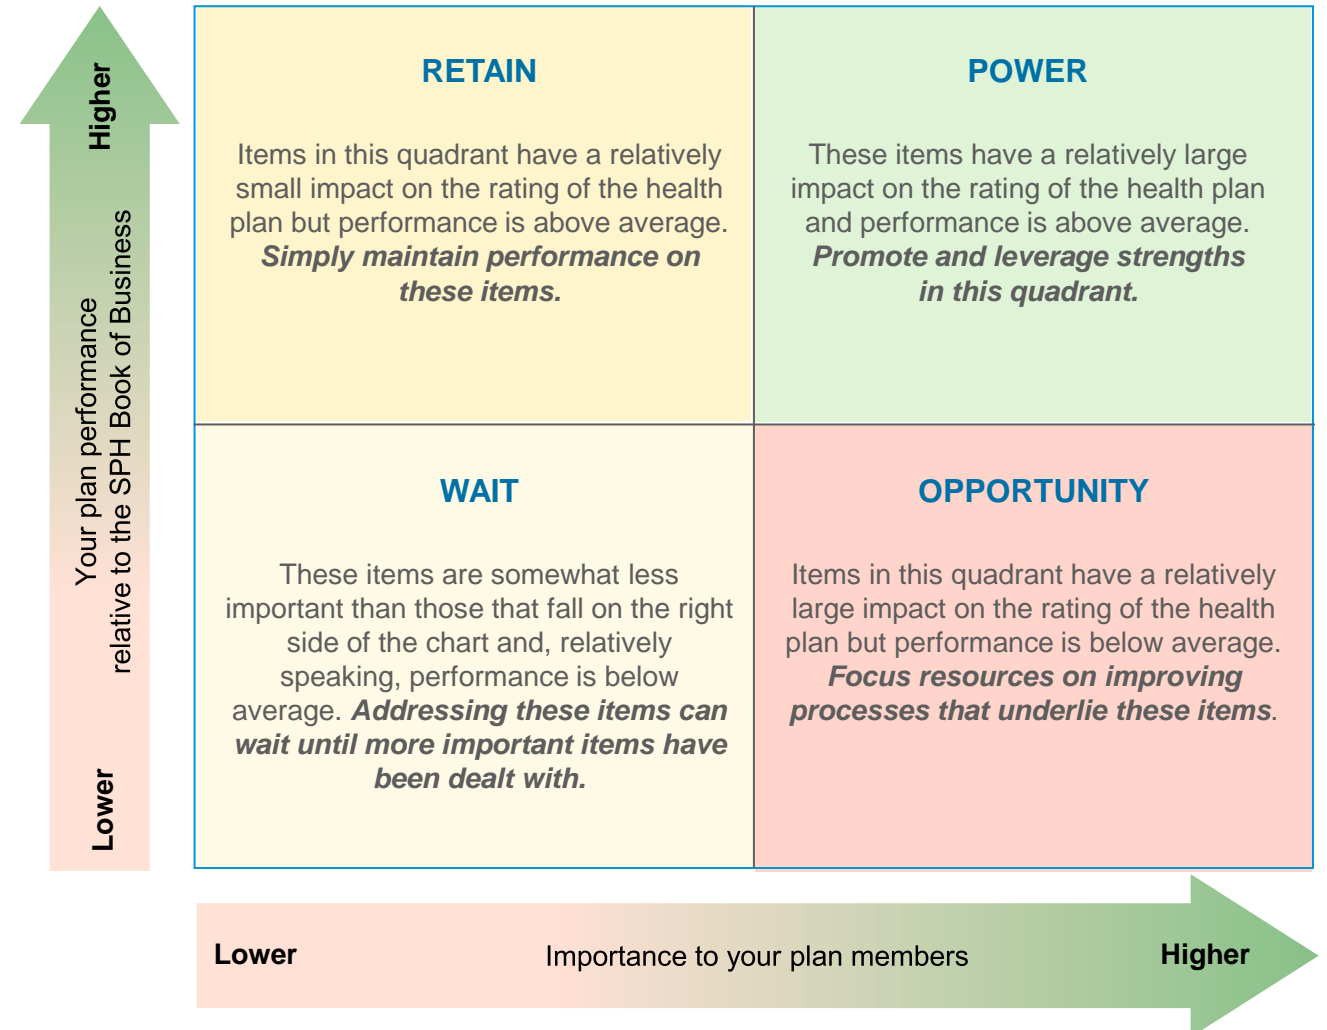 Higher
Your plan performance
relative to the SPH Book of Business
Lower
RETAIN
Items in this quadrant have a relatively
small impact on the rating of the health
plan but performance is above average.
Simply maintain performance on
these items.
POWER
These items have a relatively large
impact on the rating of the health plan
and performance is above average.
Promote and leverage strengths
in this quadrant.
WAIT
These items are somewhat less
important than those that fall on the right
side of the chart and, relatively
speaking, performance is below
average. Addressing these items can
wait until more important items have
been dealt with.
OPPORTUNITY
Items in this quadrant have a relatively
large impact on the rating of the health
plan but performance is below average.
Focus resources on improving
processes that underlie these items.
Lower Importance to your plan members Higher